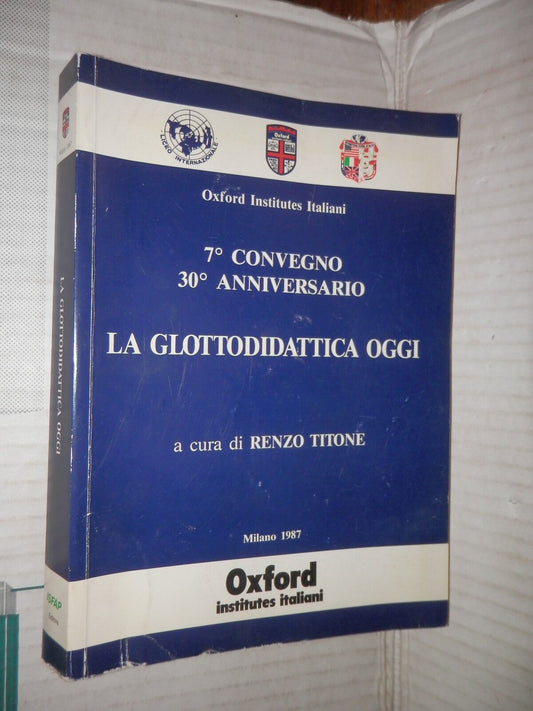 LICEO INTERNAZIONALE
Oxford
Oxford Institutes Italiani
7° CONVEGNO
30° ANNIVERSARIO
LA GLOTTODIDATTICA OGGI
a cura di RENZO TITONE
Milano 1987
Oxford
institutes italiani
LA GLOTTODIDATTICA OGGI